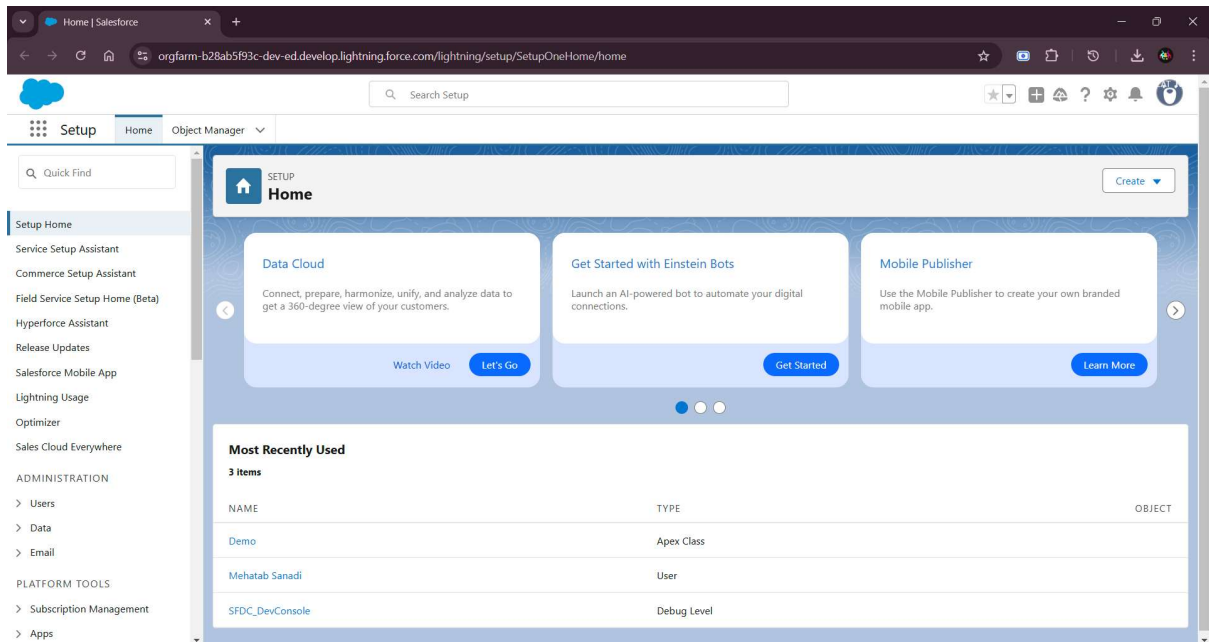 Home | Salesforce
orgfarm-b28ab5f93c-dev-ed.develop.lightning.force.com/lightning/setup/SetupOneHome/home
Search Setup
Setup Home Object Manager
Quick Find
Setup Home
Service Setup Assistant
Commerce Setup Assistant
Field Service Setup Home (Beta)
Hyperforce Assistant
Release Updates
Salesforce Mobile App
Lightning Usage
Optimizer
Sales Cloud Everywhere
ADMINISTRATION
Users
Data
Email
PLATFORM TOOLS
Subscription Management
Apps
SETUP
Home
Create
Data Cloud
Connect, prepare, harmonize, unify, and analyze data to
get a 360-degree view of your customers.
Watch Video Let's Go
Get Started with Einstein Bots
Launch an AI-powered bot to automate your digital
connections.
Get Started
Mobile Publisher
Use the Mobile Publisher to create your own branded
mobile app.
Learn More
Most Recently Used
3 items
NAME TYPE OBJECT
Demo Apex Class
Mehatab Sanadi User
SFDC_DevConsole Debug Level